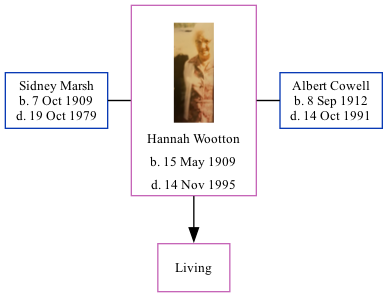 Sidney Marsh
b. 7 Oct 1909
d. 19 Oct 1979
Hannah Wootton
b. 15 May 1909
d. 14 Nov 1995
Albert Cowell
b. 8 Sep 1912
d. 14 Oct 1991
Living